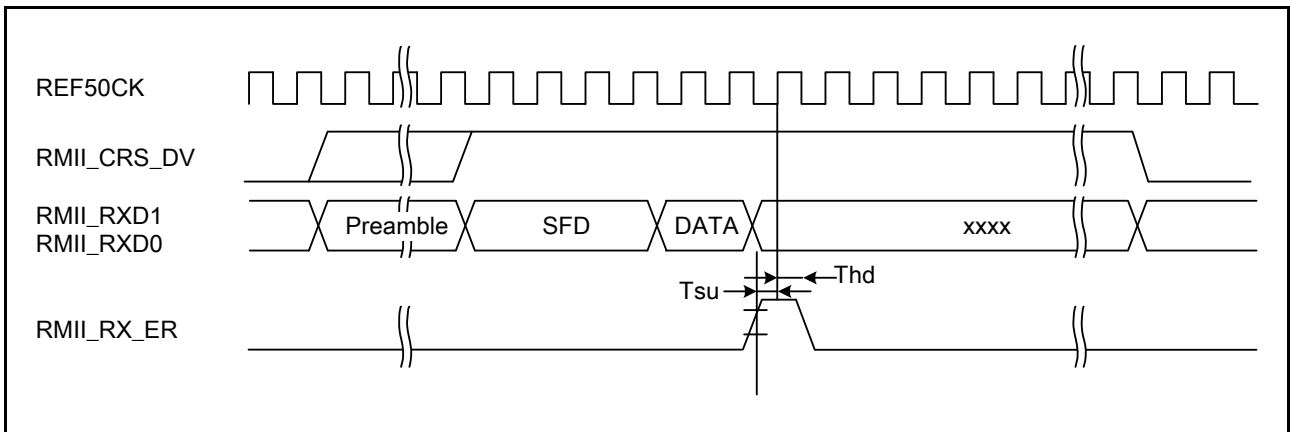 REF50CK
RMII_CRS_DV
RMII_RXD1
RMII_RXD0
Preamble
SFD
DATA
xxxx
Thd
Tsu
RMII_RX_ER